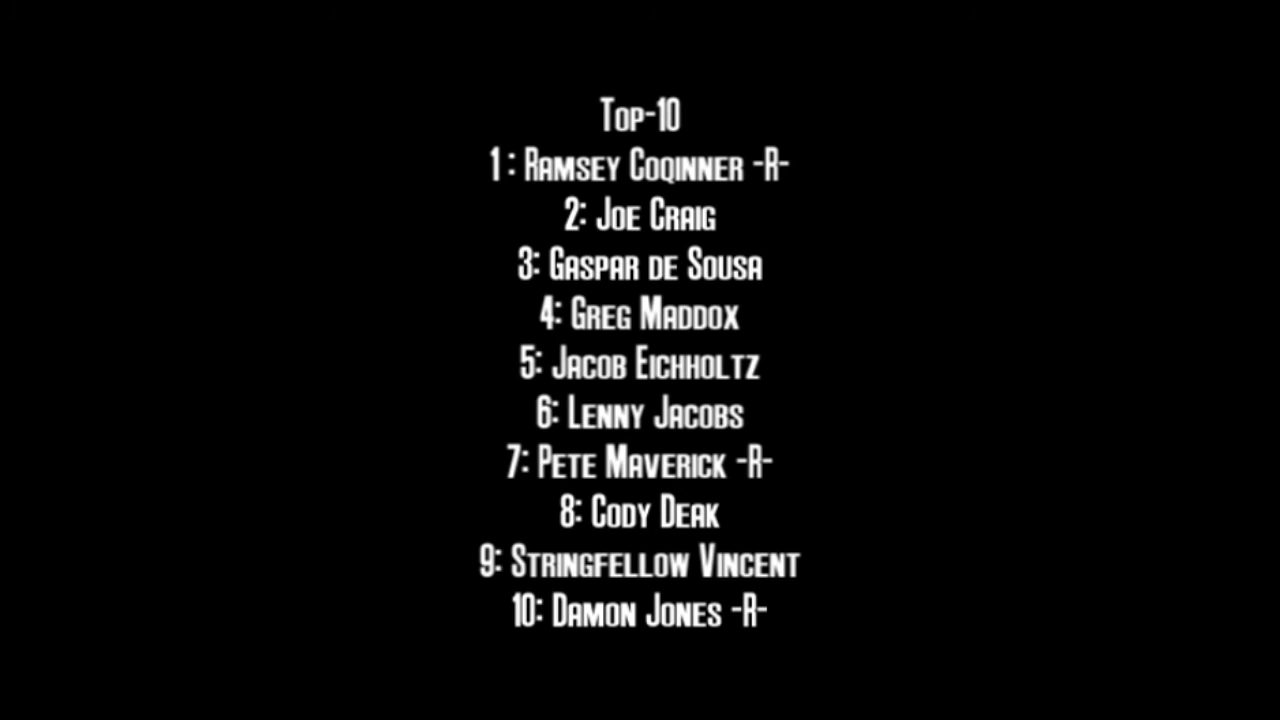 Top-10
1: Ramsey Coqinner -R-
2: Joe Craig
3: Gaspar de Sousa
4: Greg Maddox
5: Jacob Eichholtz
6: Lenny Jacobs
7: Pete Maverick -R-
8: Cody Deak
9: Stringfellow Vincent
10: Damon Jones -R-